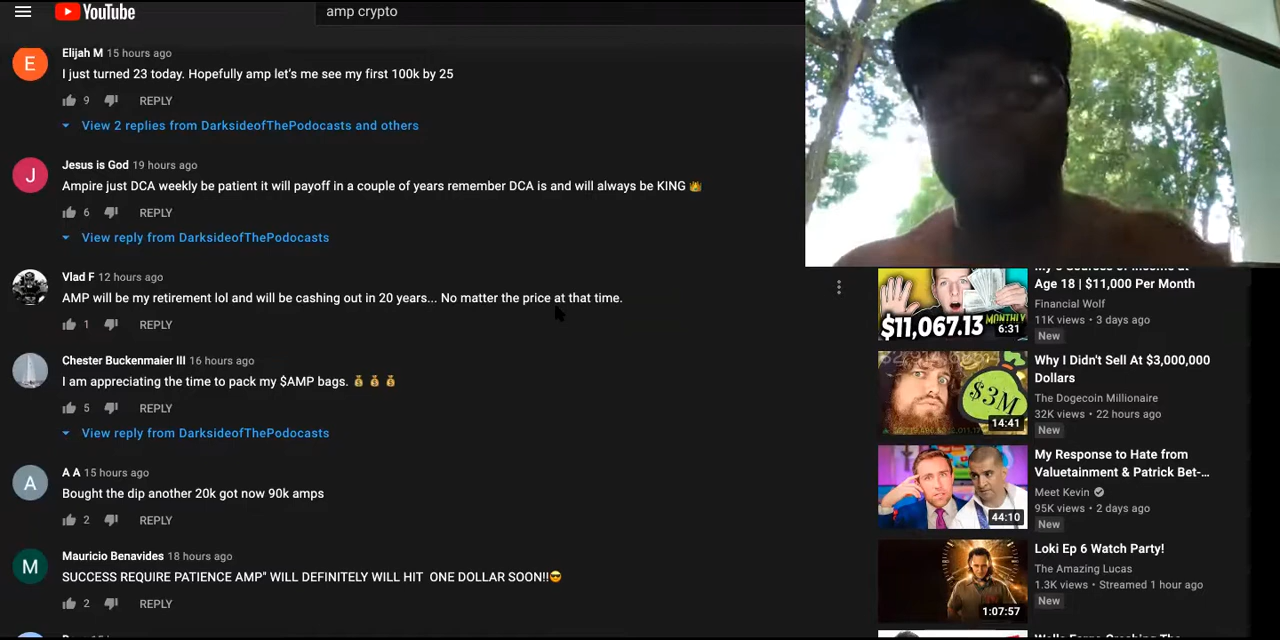 YouTube
amp crypto
E
Elijah M 15 hours ago
I just turned 23 today. Hopefully amp let's me see my first 100k by 25
9 REPLY
View 2 replies from DarksideofThePodocasts and others
J
Jesus is God 19 hours ago
Ampire just DCA weekly be patient it will payoff in a couple of years remember DCA is and will always be KING
6 REPLY
View reply from DarksideofThePodocasts
Vlad F 12 hours ago
AMP will be my retirement lol and will be cashing out in 20 years... No matter the price at that time.
1 REPLY
Chester Buckenmaier III 16 hours ago
I am appreciating the time to pack my $AMP bags. 💰 💰 💰
5 REPLY
View reply from DarksideofThePodocasts
A
A A 15 hours ago
Bought the dip another 20k got now 90k amps
2 REPLY
M
Mauricio Benavides 18 hours ago
SUCCESS REQUIRE PATIENCE AMP" WILL DEFINITELY WILL HIT ONE DOLLAR SOON!!😎
2 REPLY
$11,067.13
MONTHLY
6:31
Age 18 | $11,000 Per Month
Financial Wolf
11K views • 3 days ago
New
$3M
14:41
Why I Didn't Sell At $3,000,000
Dollars
The Dogecoin Millionaire
32K views • 22 hours ago
New
44:10
My Response to Hate from
Valuetainment & Patrick Bet-...
Meet Kevin
95K views • 2 days ago
New
1:07:57
Loki Ep 6 Watch Party!
The Amazing Lucas
1.3K views • Streamed 1 hour ago
New